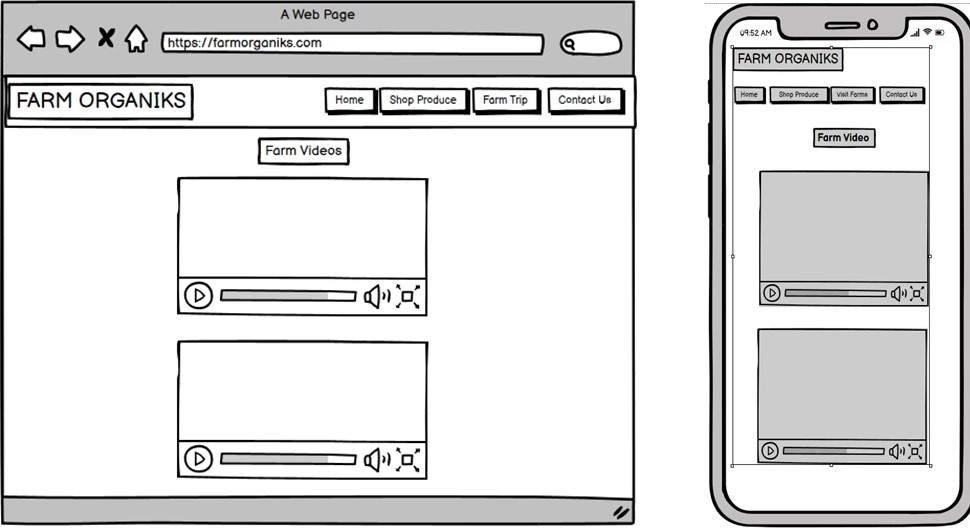 A Web Page
https://farmorganiks.com
FARM ORGANIKS
Home Shop Produce Farm Trip Contact Us
Farm Videos
09:52 AM
FARM ORGANIKS
Home Shop Produce Visit Farms Contact Us
Farm Video